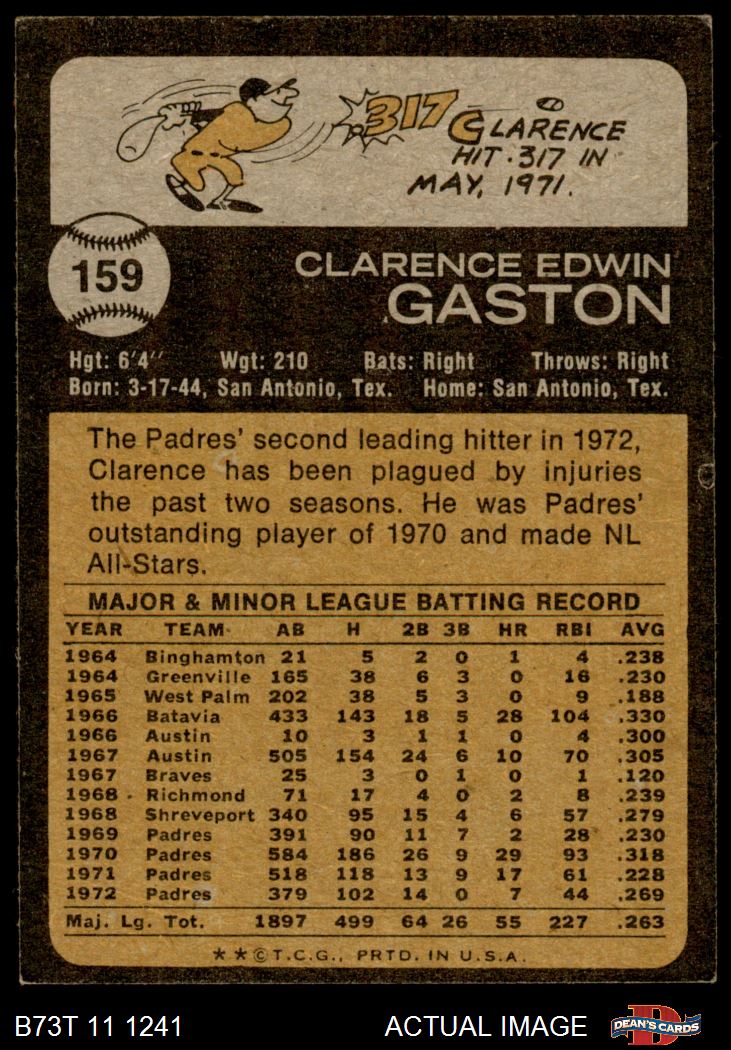 .317 CLARENCE
HIT .317 IN
MAY, 1971.
159
CLARENCE EDWIN
GASTON
Hgt: 6'4" Wgt: 210 Bats: Right Throws: Right
Born: 3-17-44, San Antonio, Tex. Home: San Antonio, Tex.
The Padres' second leading hitter in 1972,
Clarence has been plagued by injuries
the past two seasons. He was Padres'
outstanding player of 1970 and made NL
All-Stars.
MAJOR & MINOR LEAGUE BATTING RECORD
YEAR TEAM AB H 2B 3B HR RBI AVG
1964 Binghamton 21 5 2 0 1 4 .238
1964 Greenville 165 38 6 3 0 16 .230
1965 West Palm 202 38 5 3 0 9 .188
1966 Batavia 433 143 18 5 28 104 .330
1966 Austin 10 3 1 1 0 4 .300
1967 Austin 505 154 24 6 10 70 .305
1967 Braves 25 3 0 1 0 1 .120
1968 Richmond 71 17 4 0 2 8 .239
1968 Shreveport 340 95 15 4 6 57 .279
1969 Padres 391 90 11 7 2 28 .230
1970 Padres 584 186 26 9 29 93 .318
1971 Padres 518 118 13 9 17 61 .228
1972 Padres 379 102 14 0 7 44 .269
Maj. Lg. Tot. 1897 499 64 26 55 227 .263
**©T.C.G., PRTD. IN U.S.A.
B73T 11 1241 ACTUAL IMAGE D DEAN'S CARDS